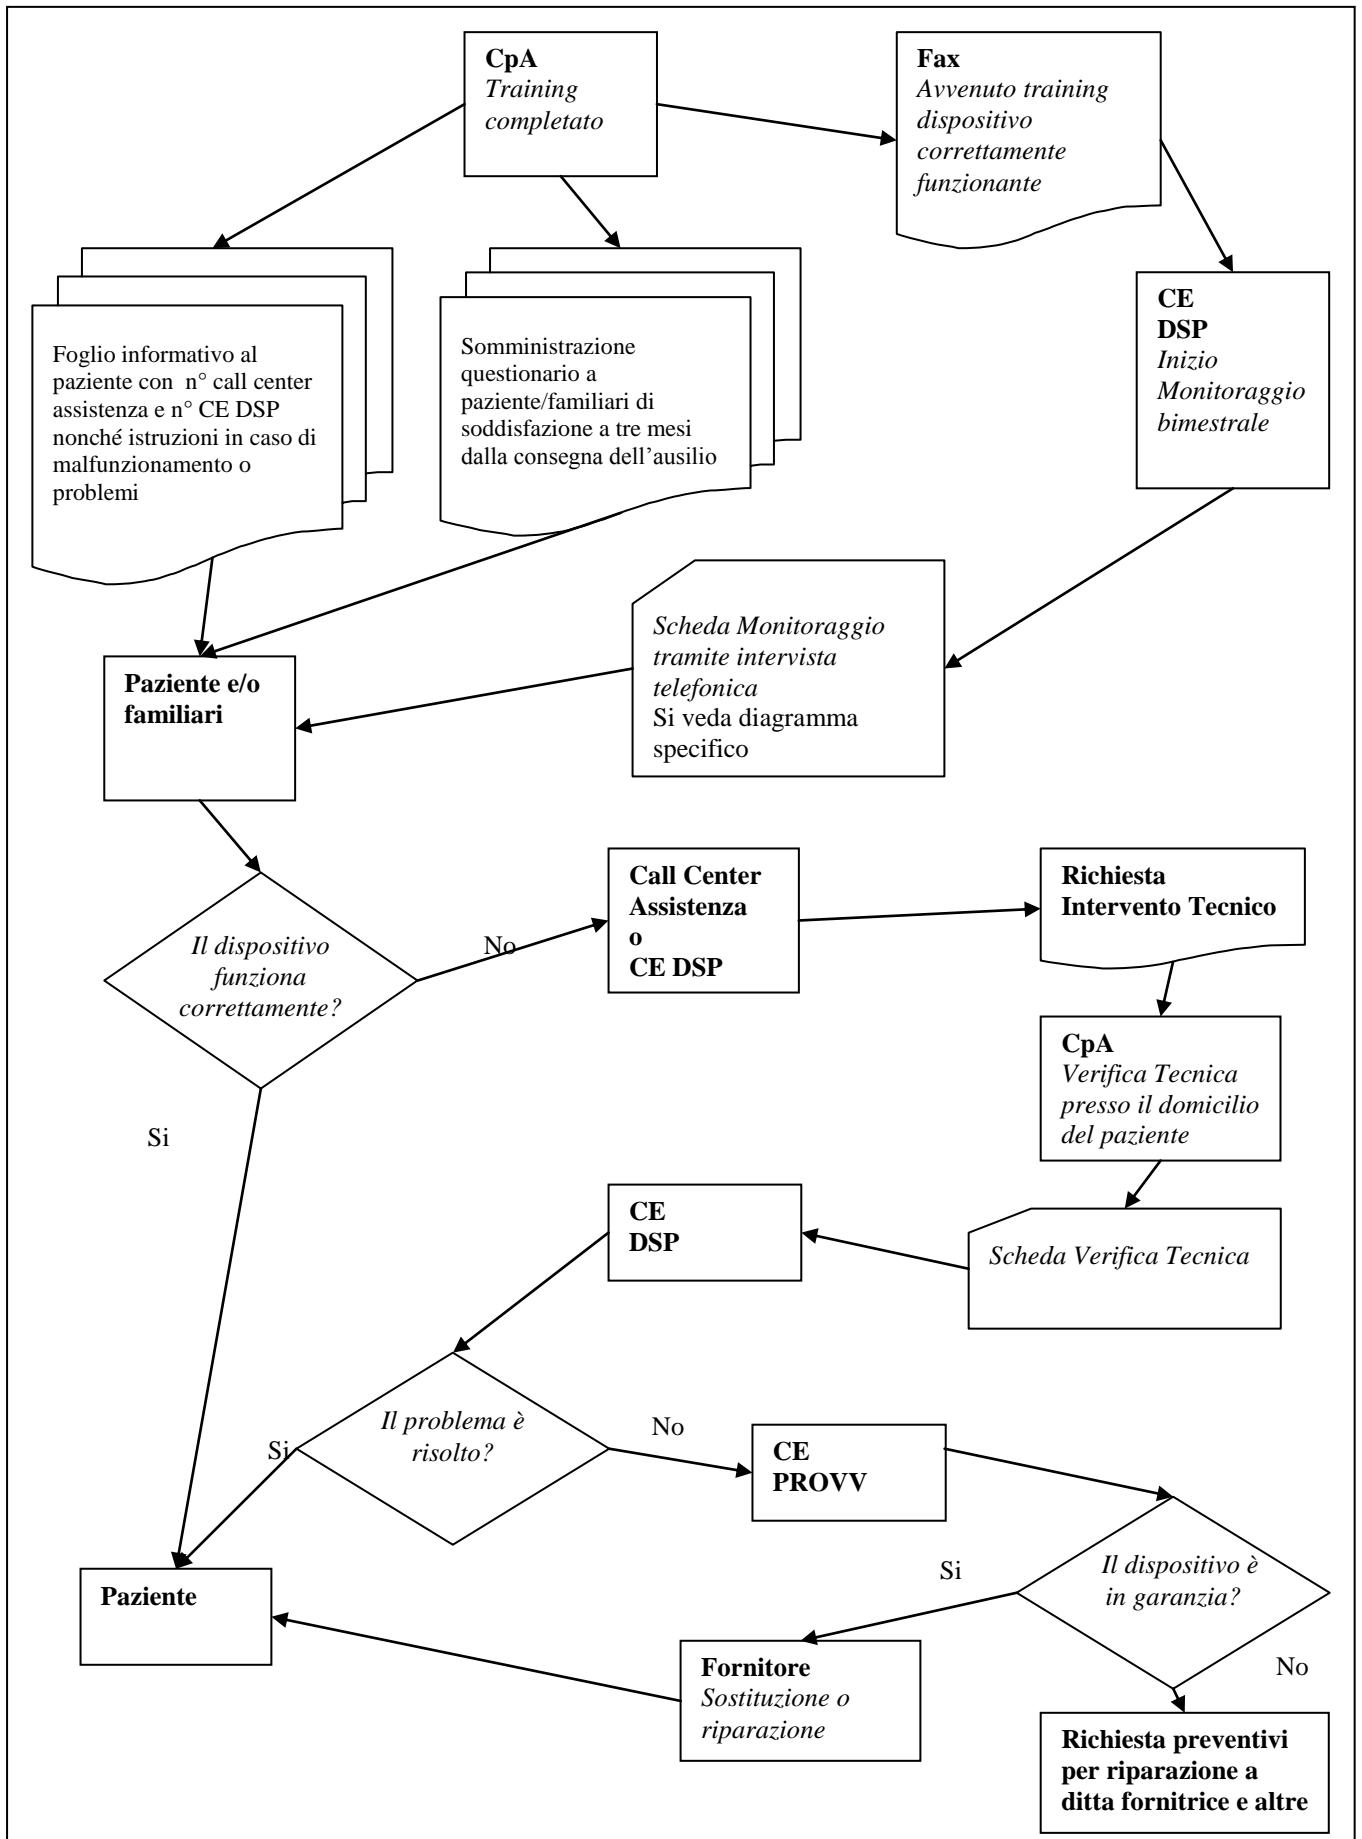 CpA
Training
completato
Fax
Avvenuto training
dispositivo
correttamente
funzionante
CE
DSP
Inizio
Monitoraggio
bimestrale
Foglio informativo al
paziente con n° call center
assistenza e n° CE DSP
nonché istruzioni in caso di
malfunzionamento o
problemi
Somministrazione
questionario a
paziente/familiari di
soddisfazione a tre mesi
dalla consegna dell'ausilio
Scheda Monitoraggio
tramite intervista
telefonica
Si veda diagramma
specifico
Paziente e/o
familiari
Il dispositivo
funziona
correttamente?
No
Call Center
Assistenza
o
CE DSP
Richiesta
Intervento Tecnico
CpA
Verifica Tecnica
presso il domicilio
del paziente
Si
CE
DSP
Scheda Verifica Tecnica
Il problema è
risolto?
Si
No
CE
PROVV
Il dispositivo è
in garanzia?
Si
No
Paziente
Fornitore
Sostituzione o
riparazione
Richiesta preventivi
per riparazione a
ditta fornitrice e altre